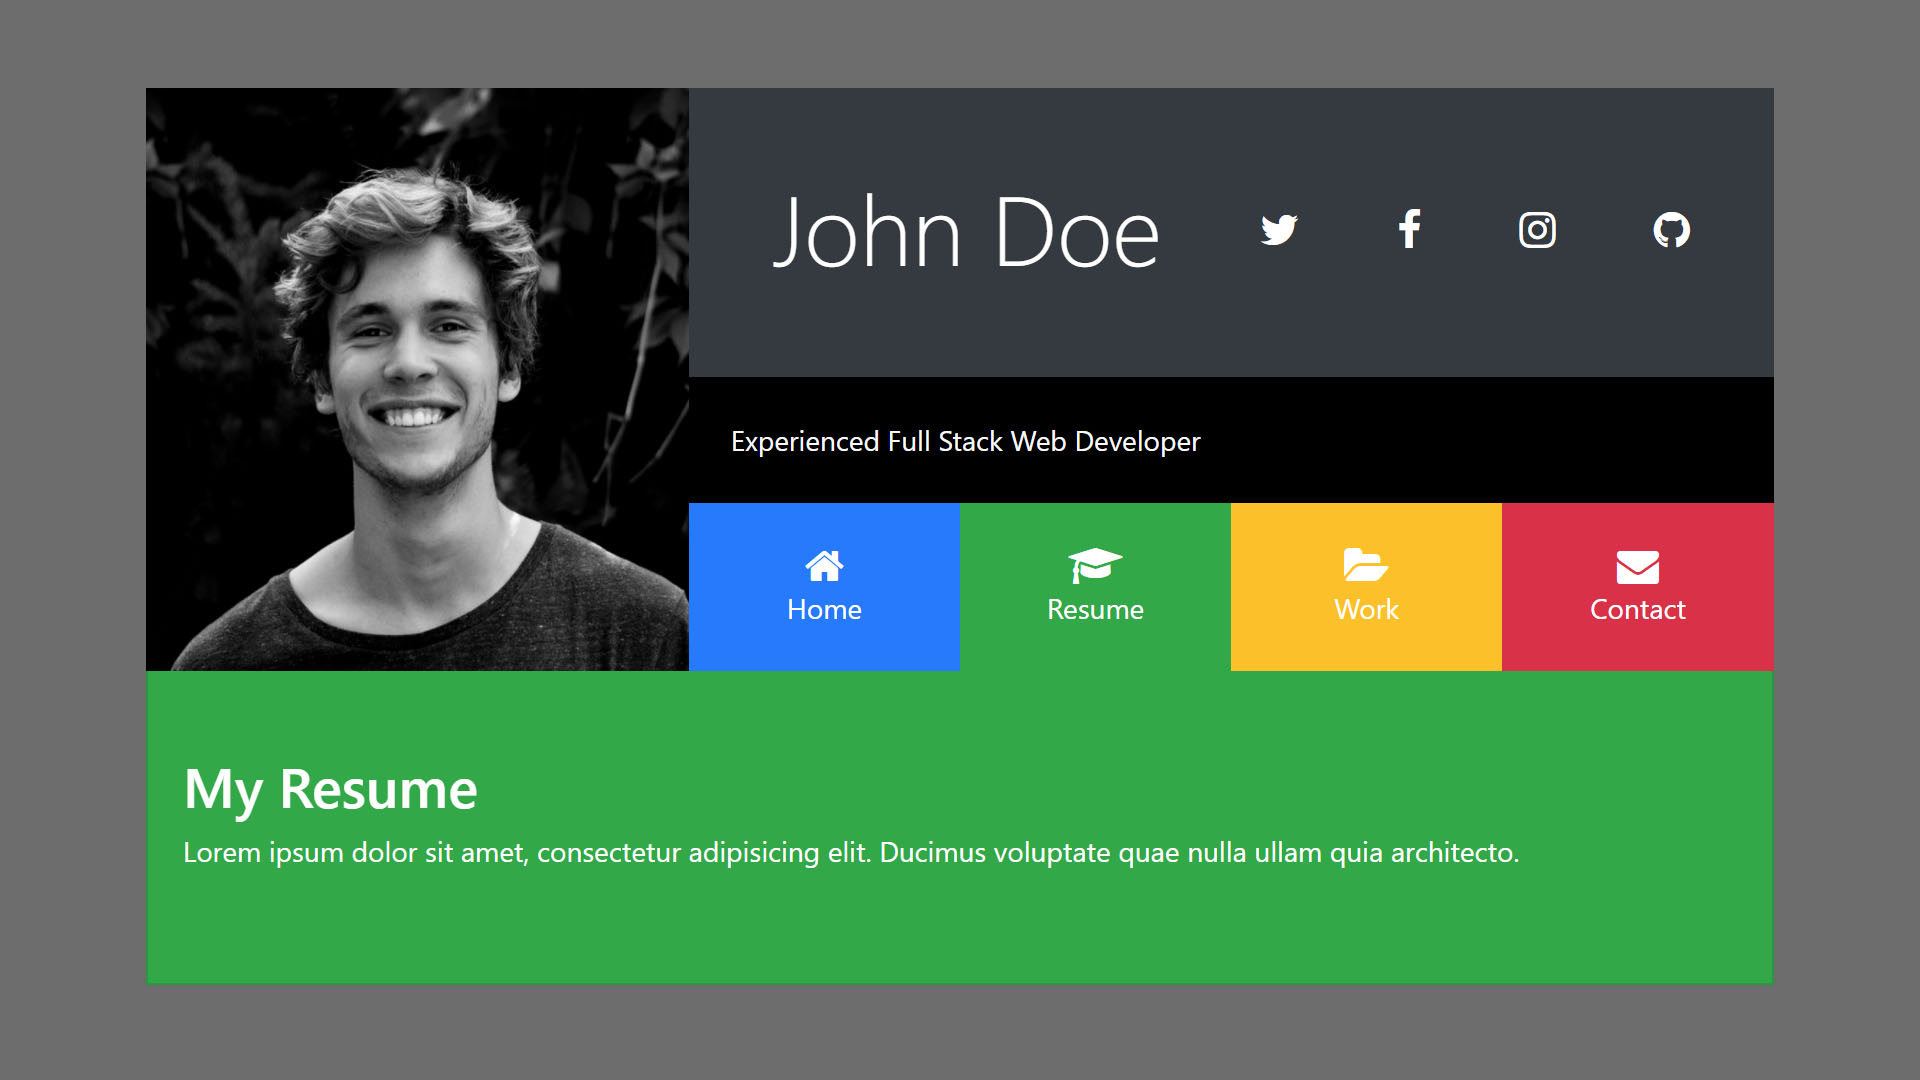 John Doe
Experienced Full Stack Web Developer
Home
Resume
Work
Contact
My Resume
Lorem ipsum dolor sit amet, consectetur adipisicing elit. Ducimus voluptate quae nulla ullam quia architecto.